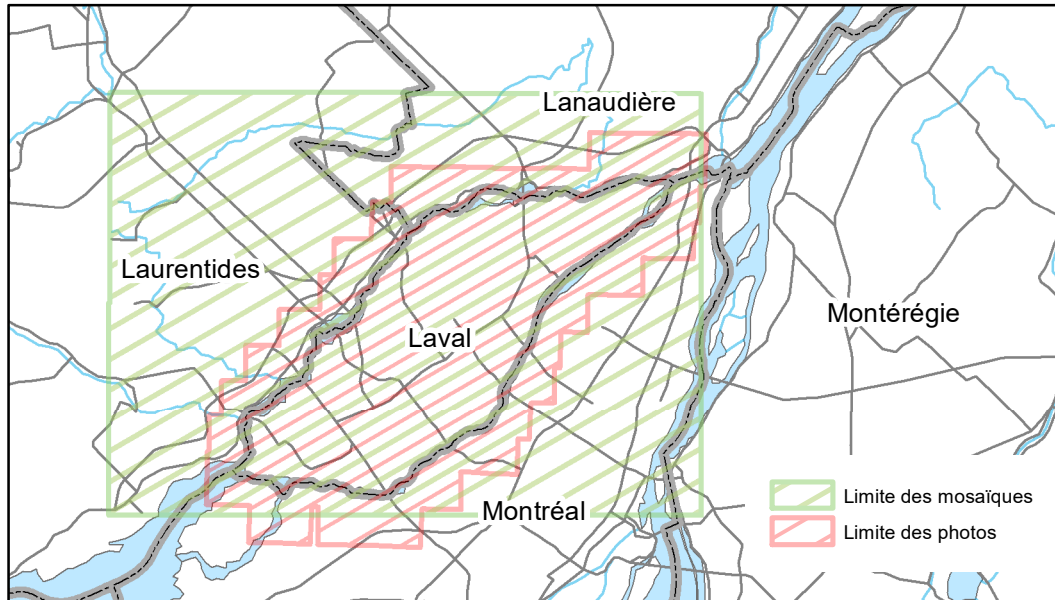 Lanaudière
Laurentides
Laval
Montérégie
Montréal
Limite des mosaïques
Limite des photos